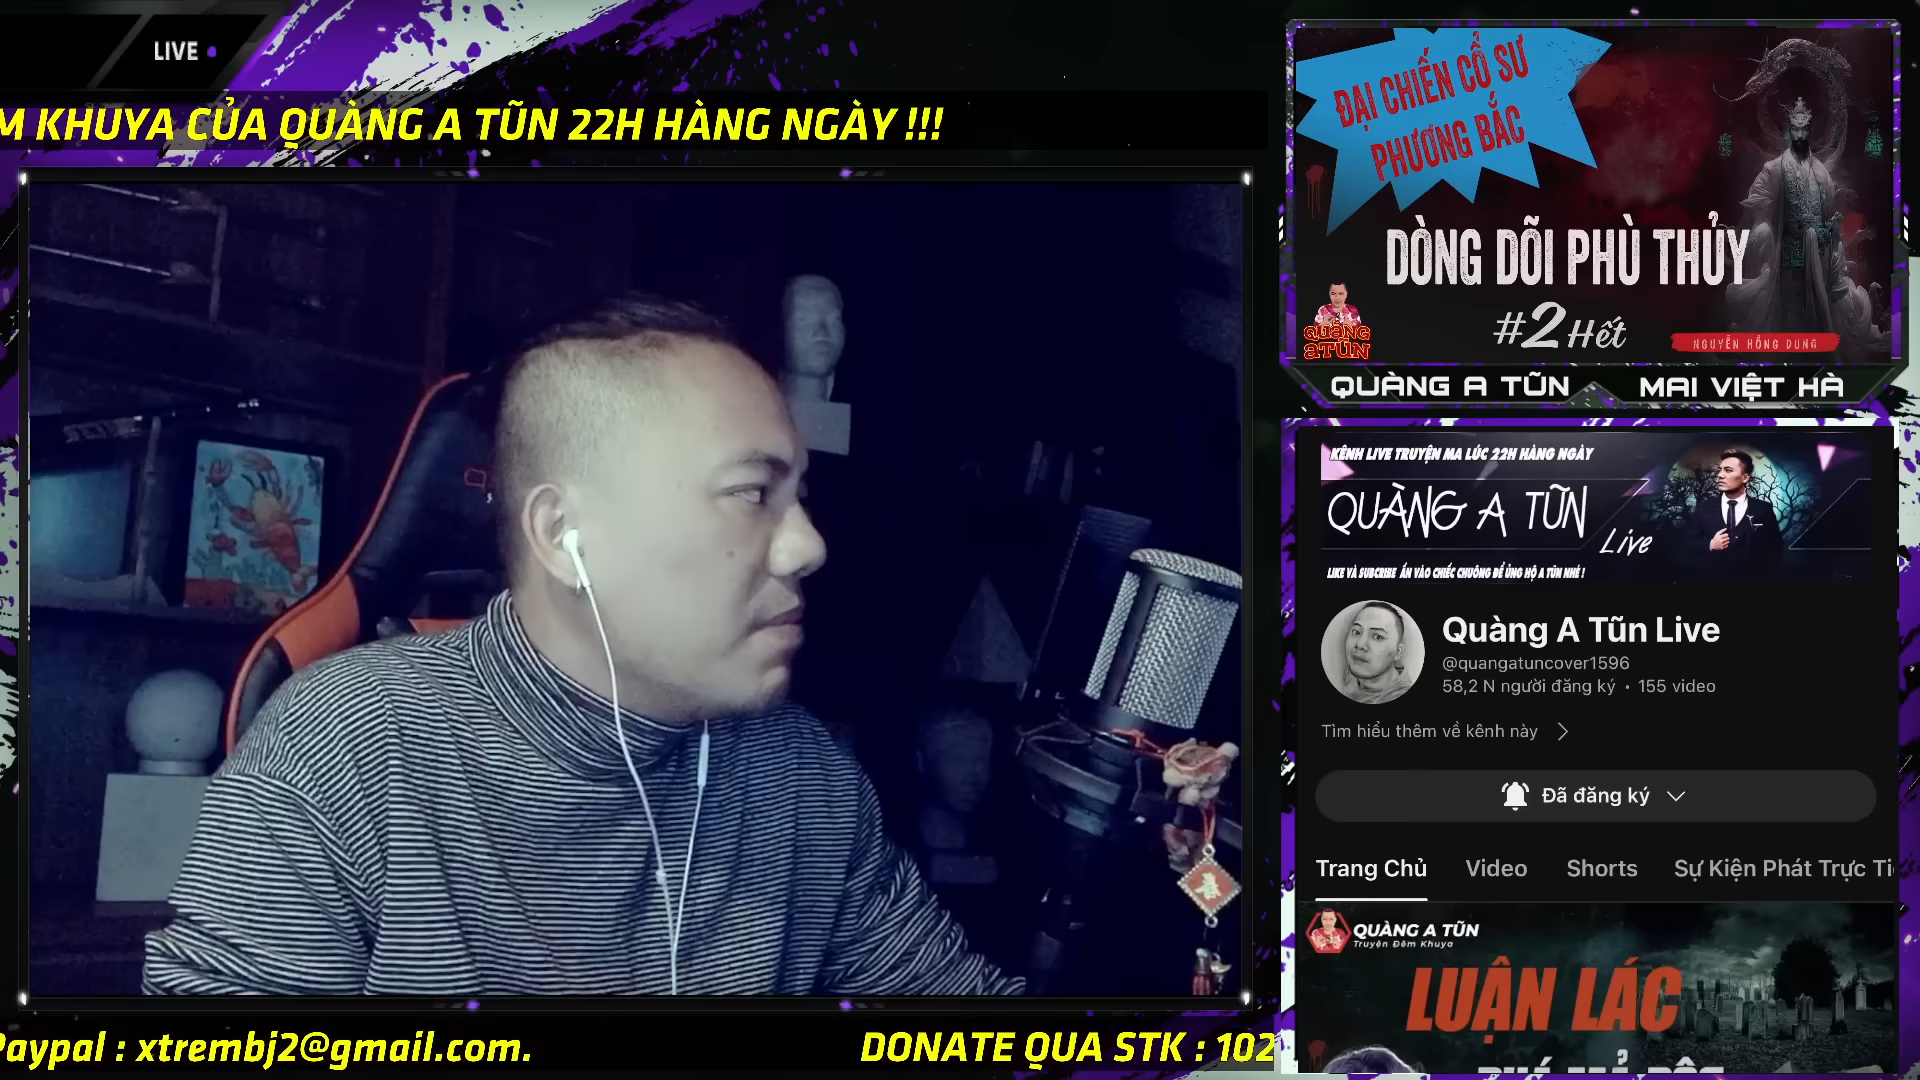 LIVE
M KHUYA CỦA QUÀNG A TŨN 22H HÀNG NGÀY !!!
ĐẠI CHIẾN CỔ SƯ
PHƯƠNG BẮC
DÒNG DÕI PHÙ THỦY
#2 Hết
QUÀNG
A TŨN
NGUYỄN HỒNG DUNG
QUÀNG A TŨN
MAI VIỆT HÀ
KÊNH LIVE TRUYỆN MA LÚC 22H HÀNG NGÀY
QUÀNG A TŨN
Live
LIKE VÀ SUBCRIBE ẤN VÀO CHIẾC CHUÔNG ĐỂ ỦNG HỘ A TŨN NHÉ !
Quàng A Tũn Live
@quangatuncover1596
58,2 N người đăng ký • 155 video
Tìm hiểu thêm về kênh này
Đã đăng ký
Trang Chủ
Video
Shorts
Sự Kiện Phát Trực Ti
QUÀNG A TŨN
Truyện Đêm Khuya
LUẬN LÁC
春
Paypal : xtrembj2@gmail.com.
DONATE QUA STK : 102